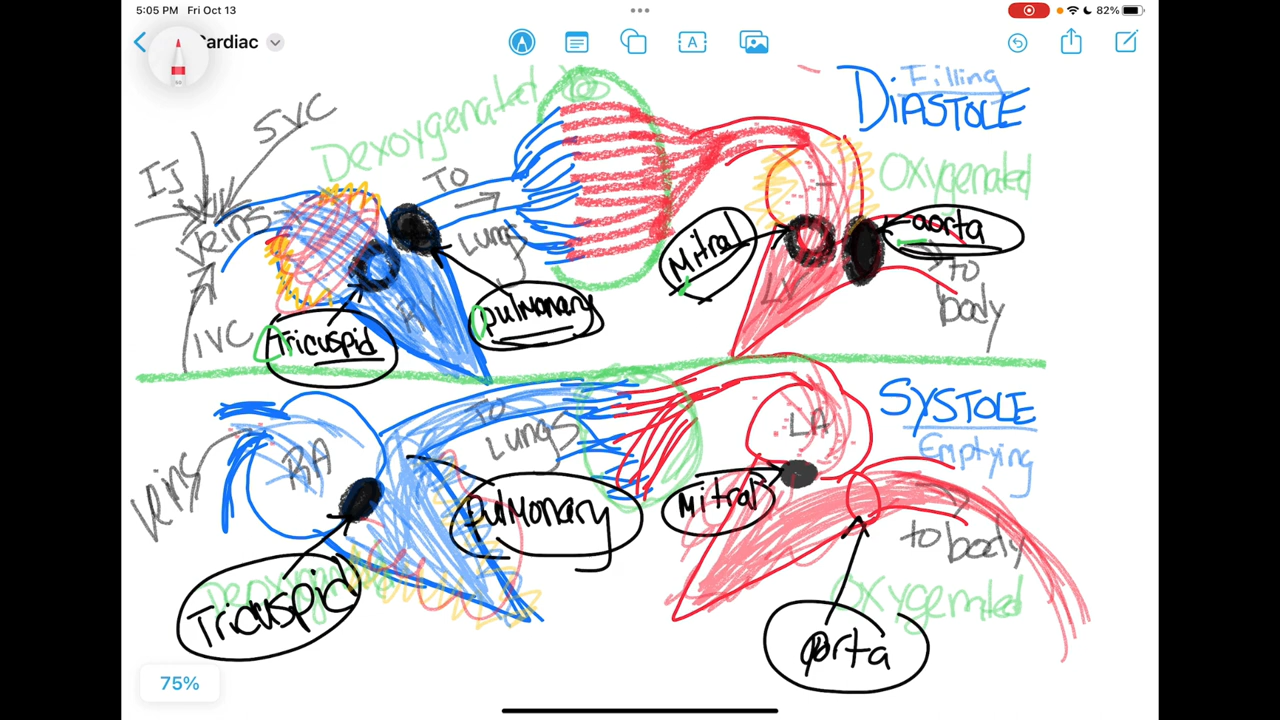 5:05 PM Fri Oct 13
82%
Cardiac
A
Filling
DIASTOLE
Dexoygenated
SVC
IJ
Veins
IVC
TO
Lungs
RV
Tricuspid
pulmonary
Oxygenated
Mitral
aorta
LV
to
body
SYSTOLE
Emptying
veins
RA
TO
Lungs
LA
pulmonary
Mitral
to body
Tricuspid
Oxygenated
aorta
75%